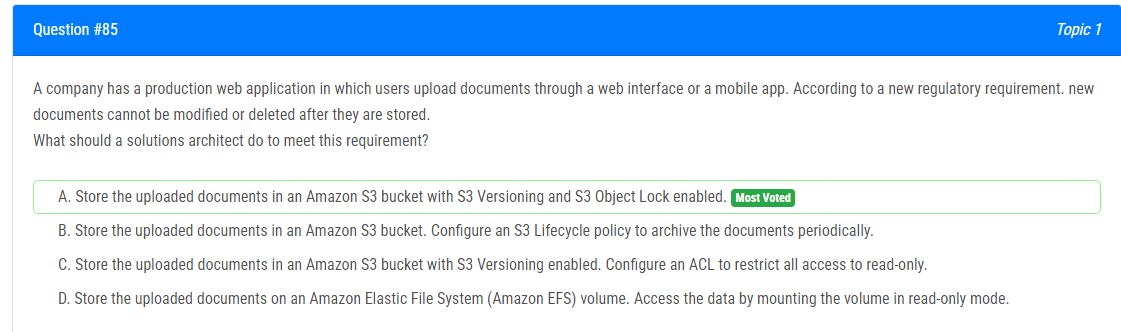 Question #85
Topic 1
A company has a production web application in which users upload documents through a web interface or a mobile app. According to a new regulatory requirement. new
documents cannot be modified or deleted after they are stored.
What should a solutions architect do to meet this requirement?
A. Store the uploaded documents in an Amazon S3 bucket with S3 Versioning and S3 Object Lock enabled. Most Voted
B. Store the uploaded documents in an Amazon S3 bucket. Configure an S3 Lifecycle policy to archive the documents periodically.
C. Store the uploaded documents in an Amazon S3 bucket with S3 Versioning enabled. Configure an ACL to restrict all access to read-only.
D. Store the uploaded documents on an Amazon Elastic File System (Amazon EFS) volume. Access the data by mounting the volume in read-only mode.